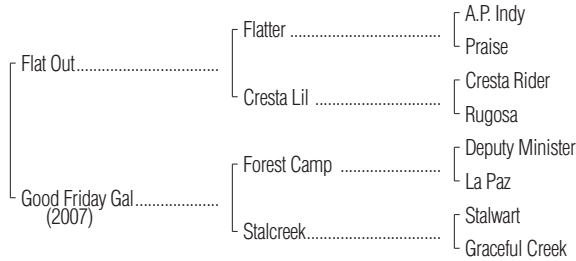 A.P. Indy
Flatter
Praise
Flat Out
Cresta Rider
Cresta Lil
Rugosa
Deputy Minister
Forest Camp
La Paz
Good Friday Gal
(2007)
Stalwart
Stalcreek
Graceful Creek